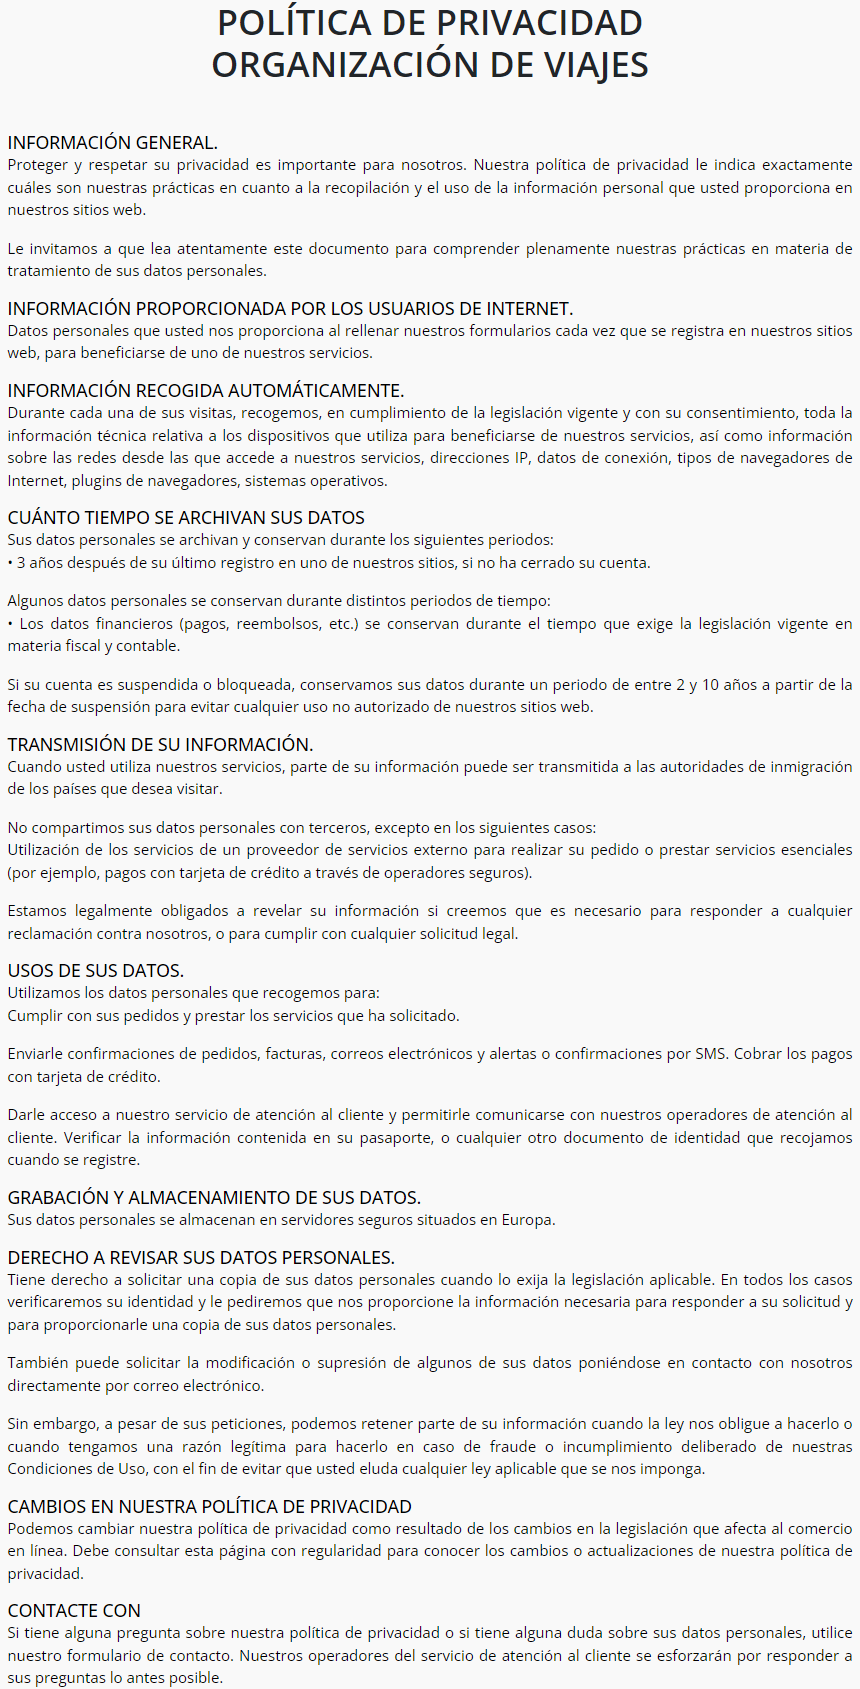 POLÍTICA DE PRIVACIDAD
ORGANIZACIÓN DE VIAJES
INFORMACIÓN GENERAL.
Proteger y respetar su privacidad es importante para nosotros. Nuestra política de privacidad le indica exactamente
cuáles son nuestras prácticas en cuanto a la recopilación y el uso de la información personal que usted proporciona en
nuestros sitios web.
Le invitamos a que lea atentamente este documento para comprender plenamente nuestras prácticas en materia de
tratamiento de sus datos personales.
INFORMACIÓN PROPORCIONADA POR LOS USUARIOS DE INTERNET.
Datos personales que usted nos proporciona al rellenar nuestros formularios cada vez que se registra en nuestros sitios
web, para beneficiarse de uno de nuestros servicios.
INFORMACIÓN RECOGIDA AUTOMÁTICAMENTE.
Durante cada una de sus visitas, recogemos, en cumplimiento de la legislación vigente y con su consentimiento, toda la
información técnica relativa a los dispositivos que utiliza para beneficiarse de nuestros servicios, así como información
sobre las redes desde las que accede a nuestros servicios, direcciones IP, datos de conexión, tipos de navegadores de
Internet, plugins de navegadores, sistemas operativos.
CUÁNTO TIEMPO SE ARCHIVAN SUS DATOS
Sus datos personales se archivan y conservan durante los siguientes periodos:
• 3 años después de su último registro en uno de nuestros sitios, si no ha cerrado su cuenta.
Algunos datos personales se conservan durante distintos periodos de tiempo:
• Los datos financieros (pagos, reembolsos, etc.) se conservan durante el tiempo que exige la legislación vigente en
materia fiscal y contable.
Si su cuenta es suspendida o bloqueada, conservamos sus datos durante un periodo de entre 2 y 10 años a partir de la
fecha de suspensión para evitar cualquier uso no autorizado de nuestros sitios web.
TRANSMISIÓN DE SU INFORMACIÓN.
Cuando usted utiliza nuestros servicios, parte de su información puede ser transmitida a las autoridades de inmigración
de los países que desea visitar.
No compartimos sus datos personales con terceros, excepto en los siguientes casos:
Utilización de los servicios de un proveedor de servicios externo para realizar su pedido o prestar servicios esenciales
(por ejemplo, pagos con tarjeta de crédito a través de operadores seguros).
Estamos legalmente obligados a revelar su información si creemos que es necesario para responder a cualquier
reclamación contra nosotros, o para cumplir con cualquier solicitud legal.
USOS DE SUS DATOS.
Utilizamos los datos personales que recogemos para:
Cumplir con sus pedidos y prestar los servicios que ha solicitado.
Enviarle confirmaciones de pedidos, facturas, correos electrónicos y alertas o confirmaciones por SMS. Cobrar los pagos
con tarjeta de crédito.
Darle acceso a nuestro servicio de atención al cliente y permitirle comunicarse con nuestros operadores de atención al
cliente. Verificar la información contenida en su pasaporte, o cualquier otro documento de identidad que recojamos
cuando se registre.
GRABACIÓN Y ALMACENAMIENTO DE SUS DATOS.
Sus datos personales se almacenan en servidores seguros situados en Europa.
DERECHO A REVISAR SUS DATOS PERSONALES.
Tiene derecho a solicitar una copia de sus datos personales cuando lo exija la legislación aplicable. En todos los casos
verificaremos su identidad y le pediremos que nos proporcione la información necesaria para responder a su solicitud y
para proporcionarle una copia de sus datos personales.
También puede solicitar la modificación o supresión de algunos de sus datos poniéndose en contacto con nosotros
directamente por correo electrónico.
Sin embargo, a pesar de sus peticiones, podemos retener parte de su información cuando la ley nos obligue a hacerlo o
cuando tengamos una razón legítima para hacerlo en caso de fraude o incumplimiento deliberado de nuestras
Condiciones de Uso, con el fin de evitar que usted eluda cualquier ley aplicable que se nos imponga.
CAMBIOS EN NUESTRA POLÍTICA DE PRIVACIDAD
Podemos cambiar nuestra política de privacidad como resultado de los cambios en la legislación que afecta al comercio
en línea. Debe consultar esta página con regularidad para conocer los cambios o actualizaciones de nuestra política de
privacidad.
CONTACTE CON
Si tiene alguna pregunta sobre nuestra política de privacidad o si tiene alguna duda sobre sus datos personales, utilice
nuestro formulario de contacto. Nuestros operadores del servicio de atención al cliente se esforzarán por responder a
sus preguntas lo antes posible.